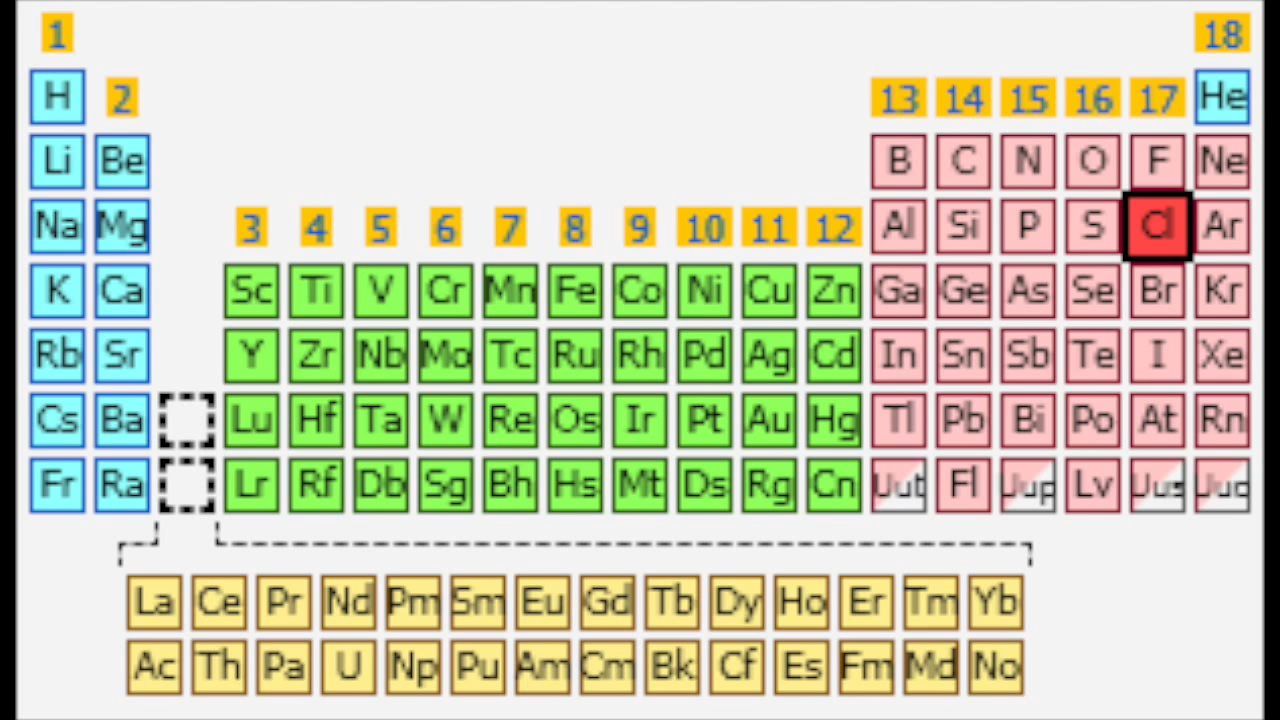 1 18
H 2 13 14 15 16 17 He
Li Be B C N O F Ne
Na Mg 3 4 5 6 7 8 9 10 11 12 Al Si P S Cl Ar
K Ca Sc Ti V Cr Mn Fe Co Ni Cu Zn Ga Ge As Se Br Kr
Rb Sr Y Zr Nb Mo Tc Ru Rh Pd Ag Cd In Sn Sb Te I Xe
Cs Ba Lu Hf Ta W Re Os Ir Pt Au Hg Tl Pb Bi Po At Rn
Fr Ra Lr Rf Db Sg Bh Hs Mt Ds Rg Cn Uut Fl Uup Lv Uus Uuo
La Ce Pr Nd Pm Sm Eu Gd Tb Dy Ho Er Tm Yb
Ac Th Pa U Np Pu Am Cm Bk Cf Es Fm Md No